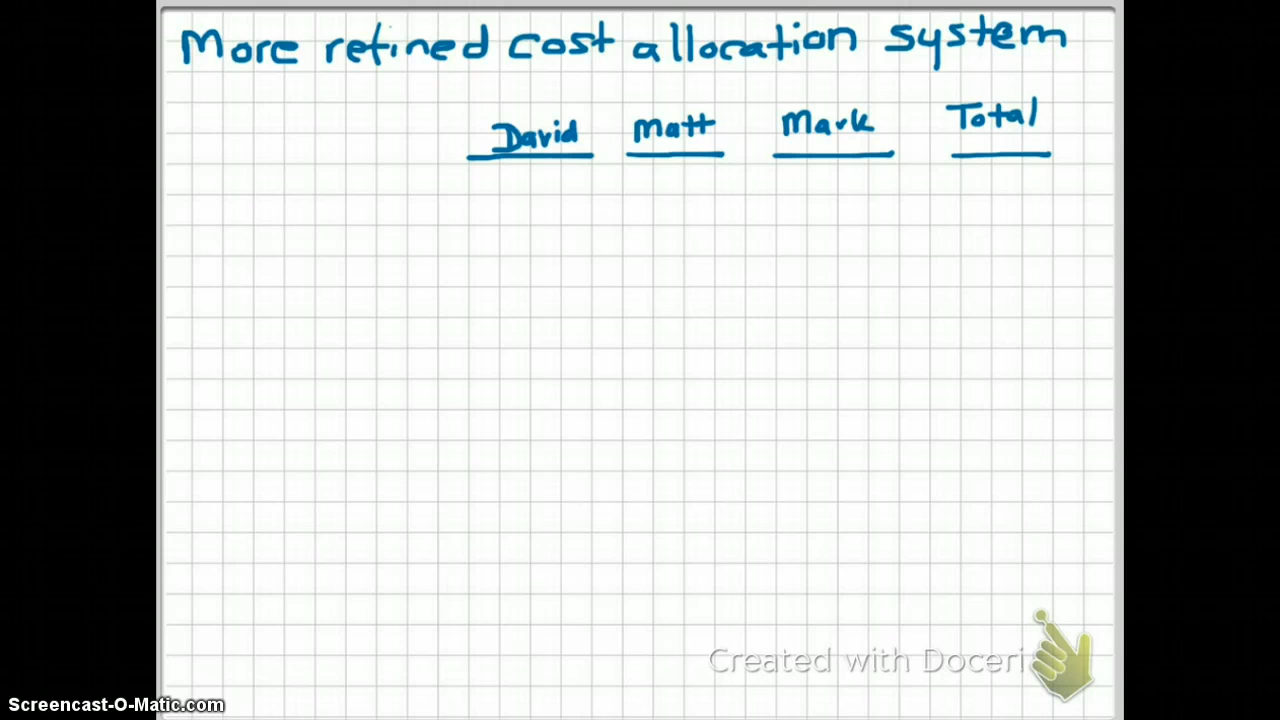 More refined cost allocation system
David Matt Mark Total
Created with Doceri
Screencast-O-Matic.com